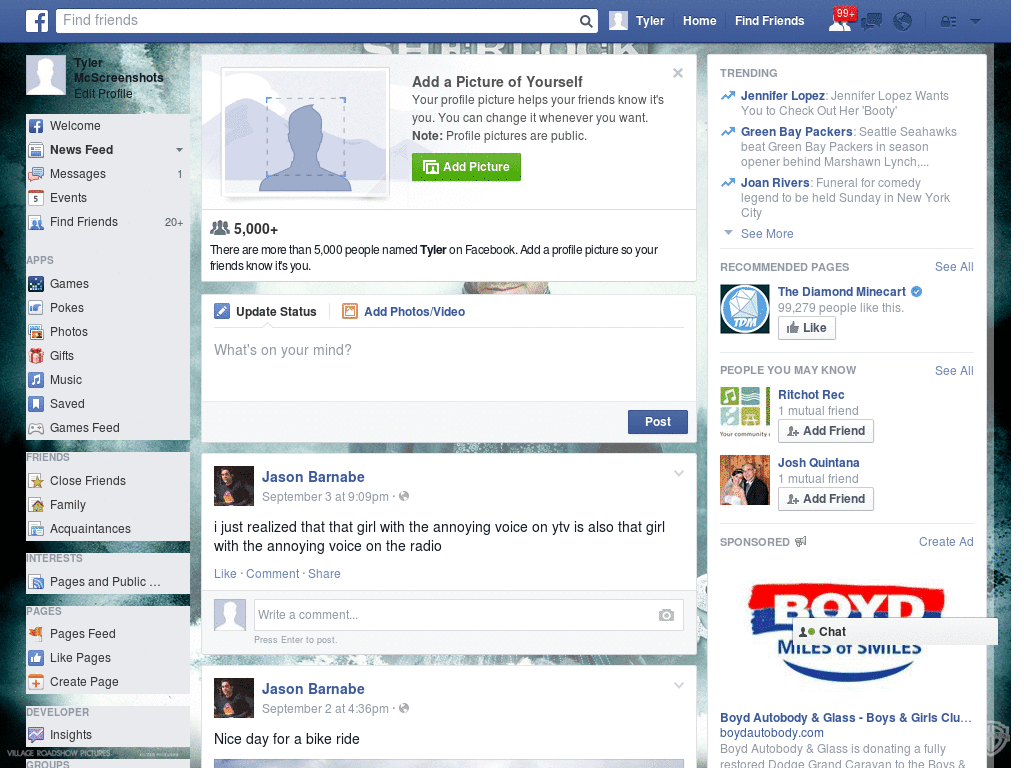 SHERLOCK
Find friends
Tyler
Home
Find Friends
99+
Tyler
McScreenshots
Edit Profile
Welcome
News Feed
Messages 1
5
Events
Find Friends 20+
APPS
Games
Pokes
Photos
Gifts
Music
Saved
Games Feed
FRIENDS
Close Friends
Family
Acquaintances
INTERESTS
Pages and Public ...
PAGES
Pages Feed
Like Pages
Create Page
DEVELOPER
Insights
GROUPS
VILLAGE ROADSHOW PICTURES
Add a Picture of Yourself
Your profile picture helps your friends know it's
you. You can change it whenever you want.
Note: Profile pictures are public.
Add Picture
5,000+
There are more than 5,000 people named Tyler on Facebook. Add a profile picture so your
friends know it's you.
Update Status
Add Photos/Video
What's on your mind?
Post
Jason Barnabe
September 3 at 9:09pm ·
i just realized that that girl with the annoying voice on ytv is also that girl
with the annoying voice on the radio
Like · Comment · Share
Write a comment...
Press Enter to post.
Jason Barnabe
September 2 at 4:36pm ·
Nice day for a bike ride
TRENDING
Jennifer Lopez: Jennifer Lopez Wants
You to Check Out Her 'Booty'
Green Bay Packers: Seattle Seahawks
beat Green Bay Packers in season
opener behind Marshawn Lynch,...
Joan Rivers: Funeral for comedy
legend to be held Sunday in New York
City
See More
RECOMMENDED PAGES See All
TDM
The Diamond Minecart
99,279 people like this.
Like
PEOPLE YOU MAY KNOW See All
Your community
Ritchot Rec
1 mutual friend
Add Friend
Josh Quintana
1 mutual friend
Add Friend
SPONSORED Create Ad
BOYD
Chat
MILES of SMILES
Boyd Autobody & Glass - Boys & Girls Clu...
boydautobody.com
Boyd Autobody & Glass is donating a fully
restored Dodge Grand Caravan to the Boys &